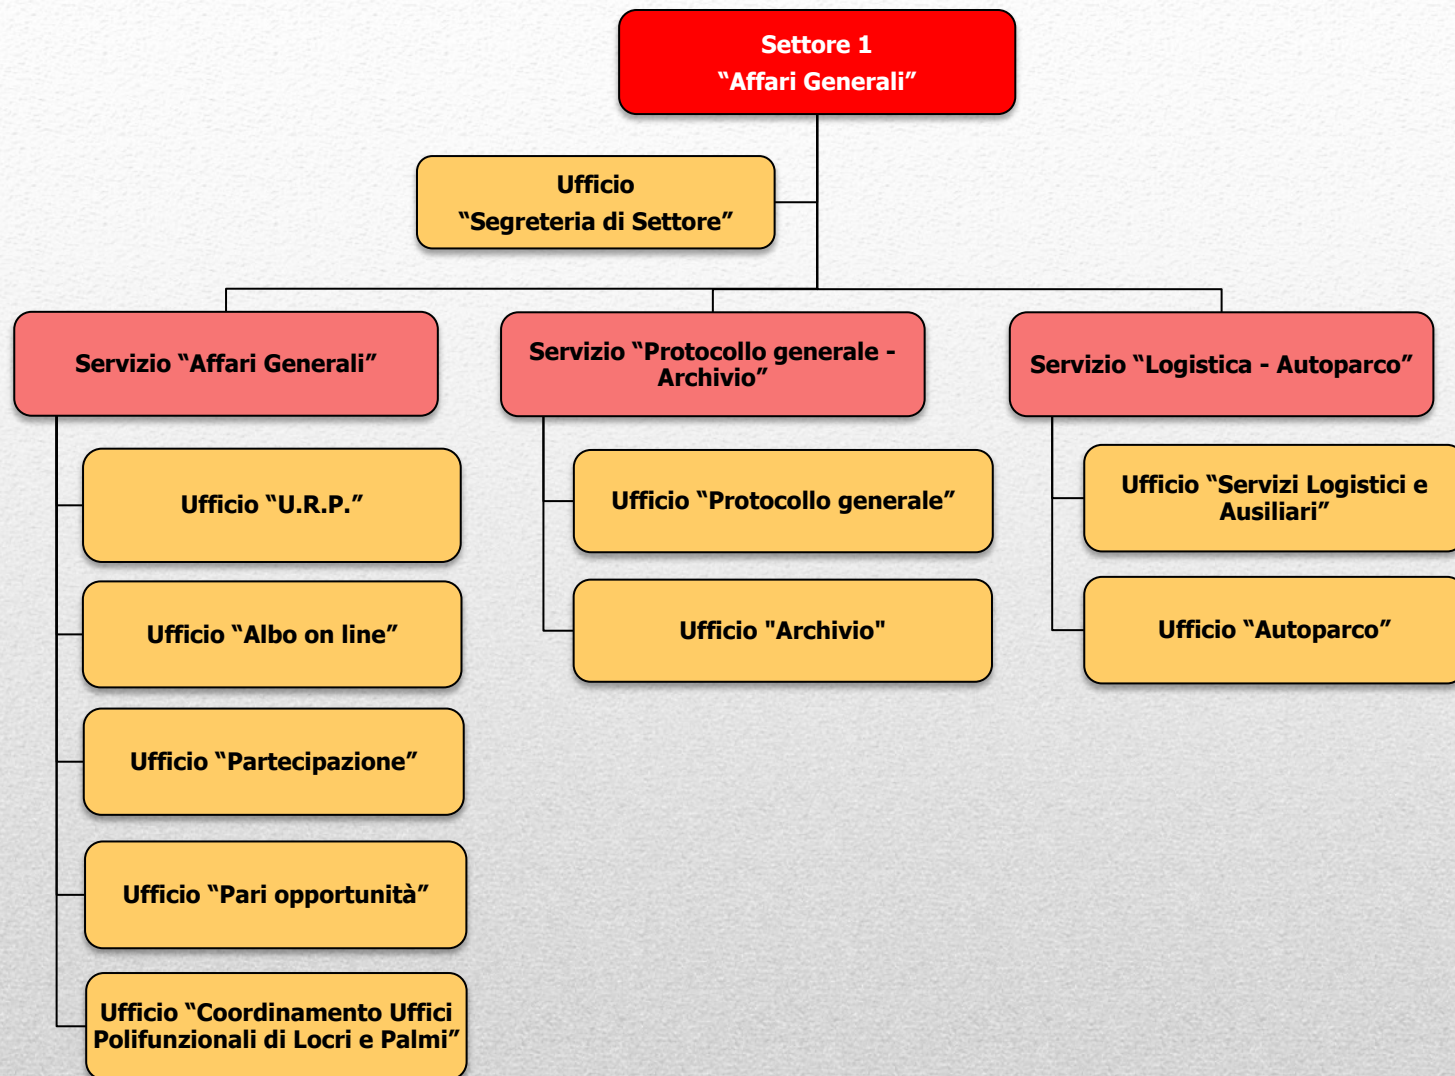 Settore 1
“Affari Generali”
Ufficio
“Segreteria di Settore”
Servizio “Affari Generali”
Servizio “Protocollo generale -
Archivio”
Servizio “Logistica - Autoparco”
Ufficio “U.R.P.”
Ufficio “Albo on line”
Ufficio “Partecipazione”
Ufficio “Pari opportunità”
Ufficio “Coordinamento Uffici
Polifunzionali di Locri e Palmi”
Ufficio “Protocollo generale”
Ufficio "Archivio"
Ufficio “Servizi Logistici e
Ausiliari”
Ufficio “Autoparco”